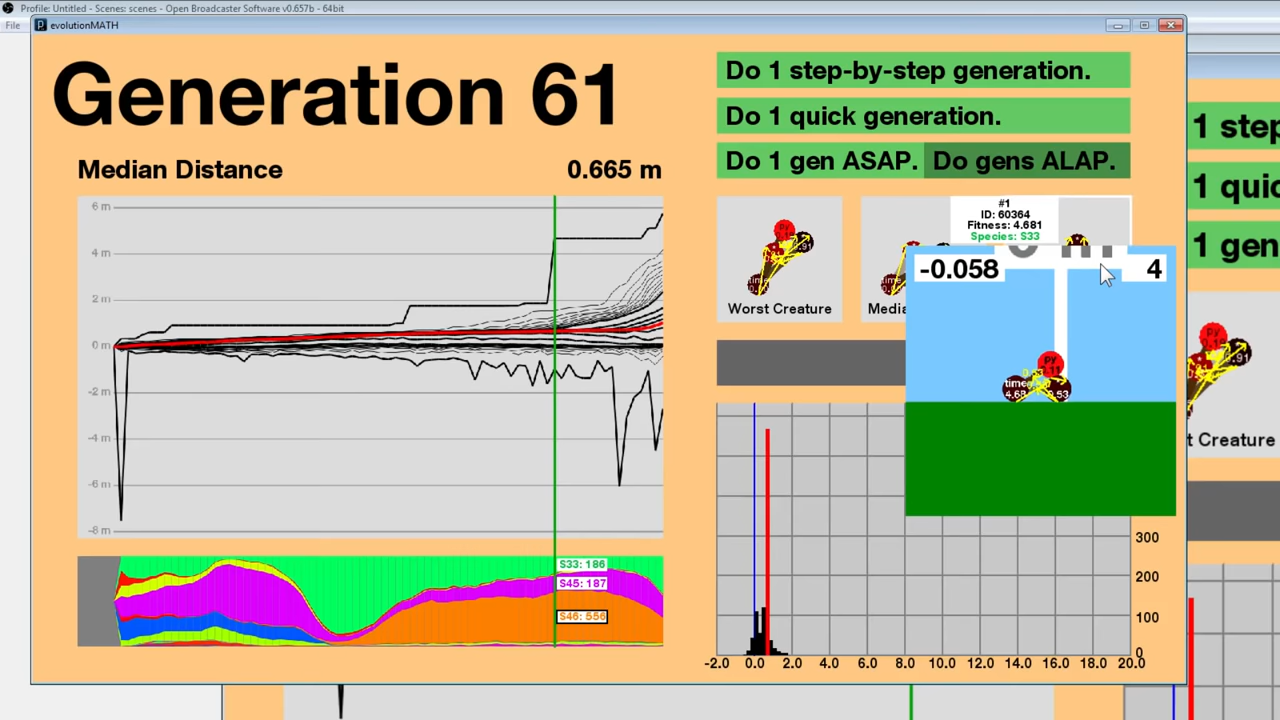 Profile: Untitled - Scenes: scenes - Open Broadcaster Software v0.657b - 64bit
File
evolutionMATH
Generation 61
Do 1 step-by-step generation.
Do 1 quick generation.
Do 1 gen ASAP.
Do gens ALAP.
Median Distance
0.665 m
6 m
4 m
2 m
0 m
-2 m
-4 m
-6 m
-8 m
S33: 186
S45: 187
S46: 556
Worst Creature
Media
#1
ID: 60364
Fitness: 4.681
Species: S33
-0.058
4
py
time
300
200
100
0
-2.0
0.0
2.0
4.0
6.0
8.0
10.0
12.0
14.0
16.0
18.0
20.0
1 step
1 quic
1 gen
t Creature